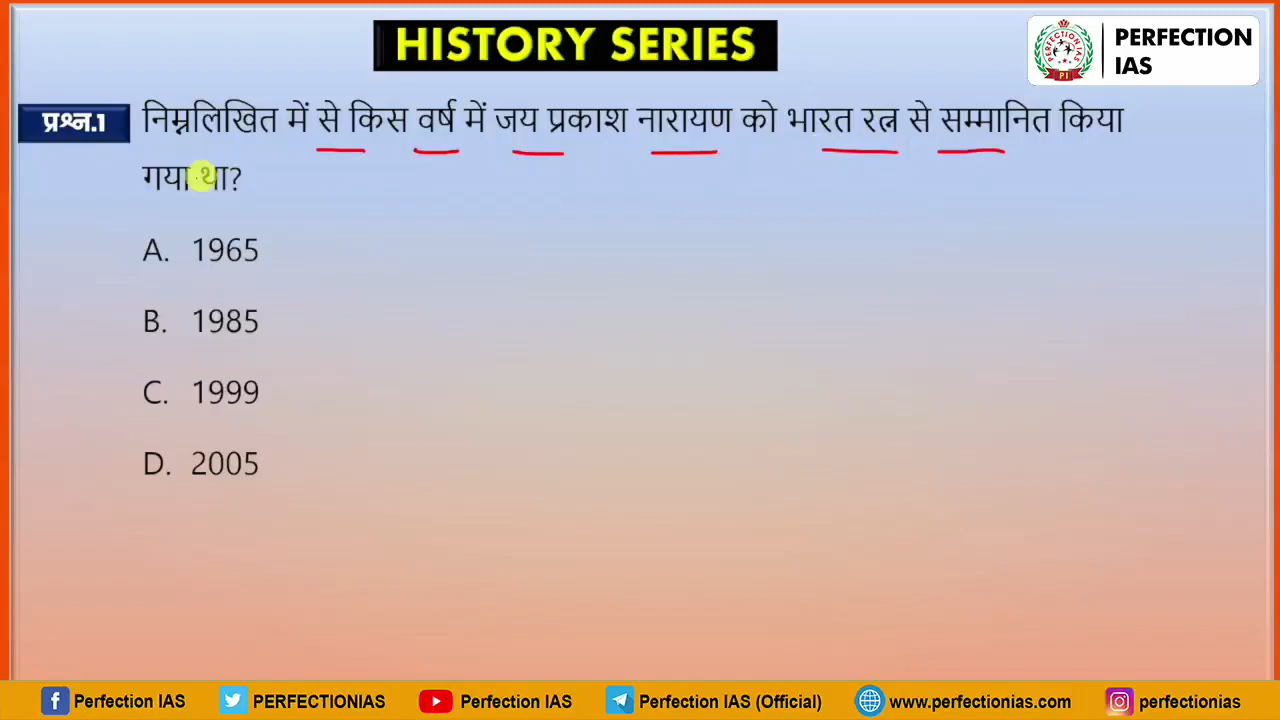 HISTORY SERIES
PERFECTION
IAS
प्रश्न.1
निम्नलिखित में से किस वर्ष में जय प्रकाश नारायण को भारत रत्न से सम्मानित किया
गया था?
A. 1965
B. 1985
C. 1999
D. 2005
Perfection IAS
PERFECTIONIAS
Perfection IAS
Perfection IAS (Official)
www.perfectionias.com
perfectionias